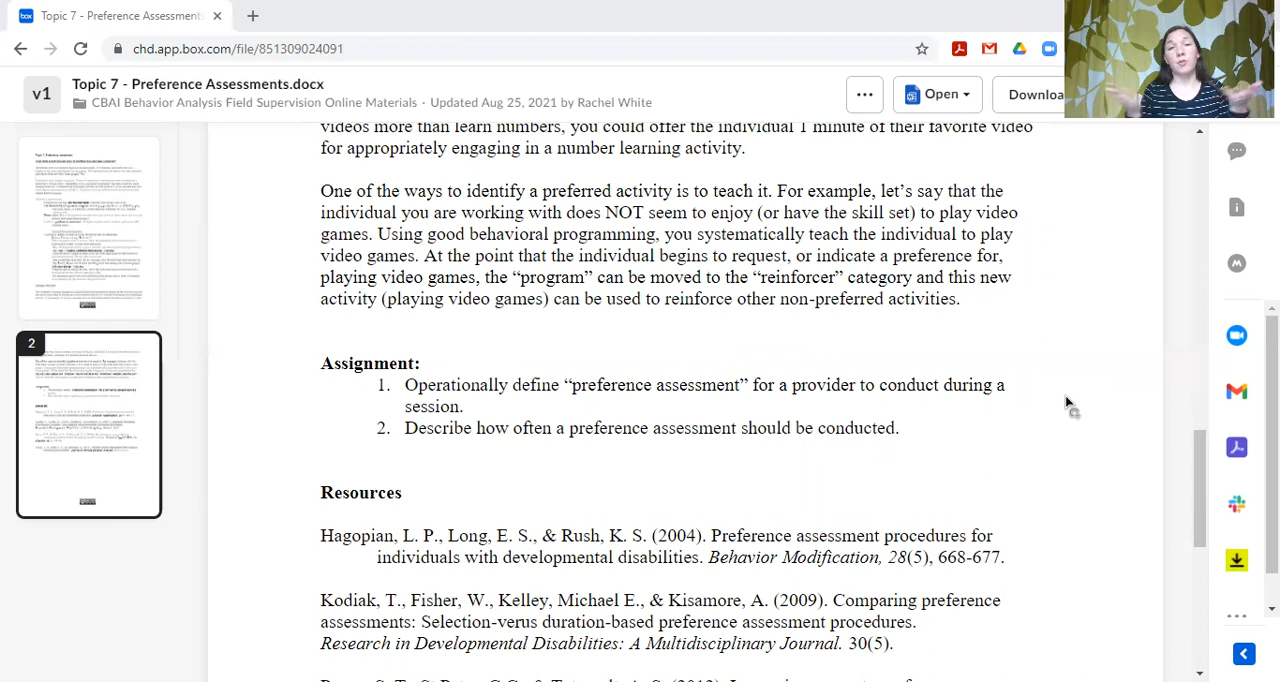 Topic 7 - Preference Assessments
chd.app.box.com/file/851309024091
v1
Topic 7 - Preference Assessments.docx
CBAI Behavior Analysis Field Supervision Online Materials · Updated Aug 25, 2021 by Rachel White
Open
Downloa
2
videos more than learn numbers, you could offer the individual 1 minute of their favorite video
for appropriately engaging in a number learning activity.
One of the ways to identify a preferred activity is to teach it. For example, let's say that the
individual you are working with does NOT seem to enjoy (or have the skill set) to play video
games. Using good behavioral programming, you systematically teach the individual to play
video games. At the point that the individual begins to request, or indicate a preference for,
playing video games, the "program" can be moved to the "reinforcer" category and this new
activity (playing video games) can be used to reinforce other non-preferred activities.
Assignment:
1. Operationally define "preference assessment" for a provider to conduct during a
session.
2. Describe how often a preference assessment should be conducted.
Resources
Hagopian, L. P., Long, E. S., & Rush, K. S. (2004). Preference assessment procedures for
individuals with developmental disabilities. Behavior Modification, 28(5), 668-677.
Kodiak, T., Fisher, W., Kelley, Michael E., & Kisamore, A. (2009). Comparing preference
assessments: Selection-verus duration-based preference assessment procedures.
Research in Developmental Disabilities: A Multidisciplinary Journal. 30(5).